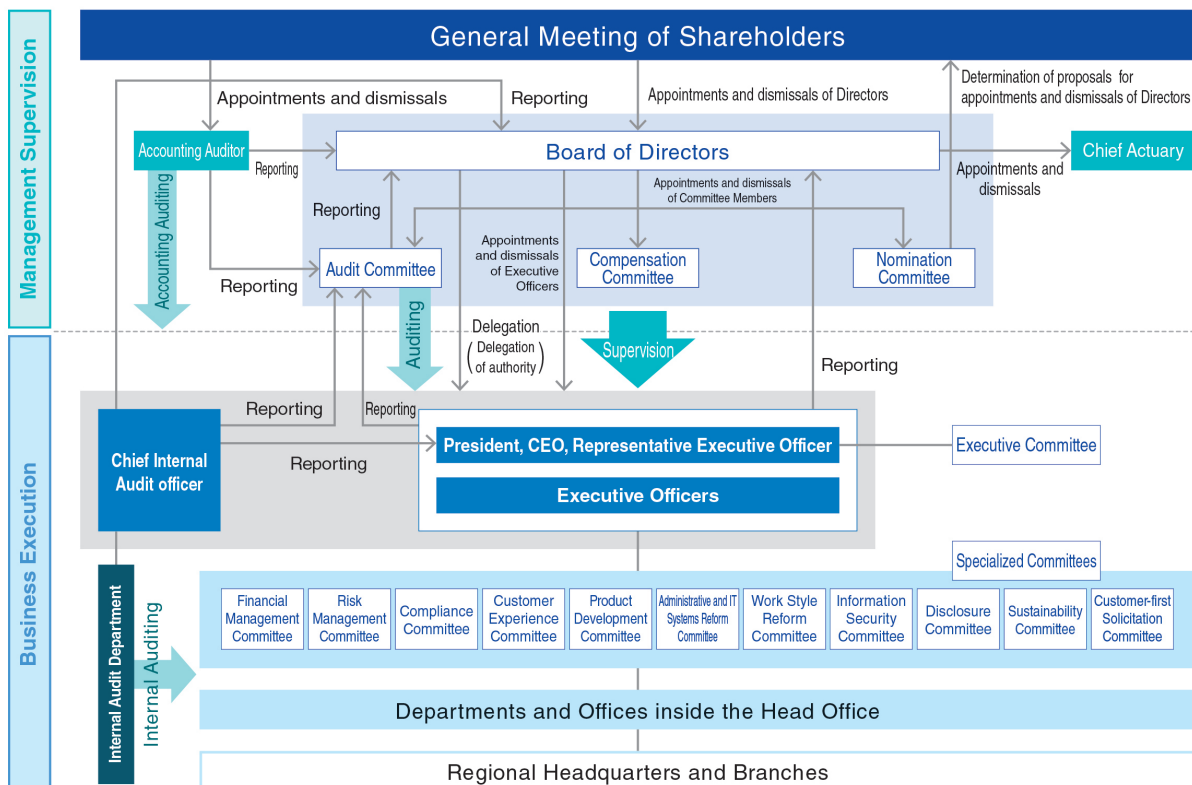 Management Supervision
General Meeting of Shareholders
Appointments and dismissals
Reporting
Appointments and dismissals of Directors
Determination of proposals for
appointments and dismissals of Directors
Accounting Auditor
Reporting
Board of Directors
Chief Actuary
Appointments and
dismissals
Accounting Auditing
Reporting
Appointments and dismissals
of Committee Members
Appointments
and dismissals
of Executive
Officers
Audit Committee
Compensation
Committee
Nomination
Committee
Reporting
Auditing
Delegation
( Delegation
of authority )
Supervision
Reporting
Business Execution
Reporting
Reporting
Chief Internal
Audit officer
Reporting
President, CEO, Representative Executive Officer
Executive Officers
Executive Committee
Specialized Committees
Internal Audit Department
Internal Auditing
Financial
Management
Committee
Risk
Management
Committee
Compliance
Committee
Customer
Experience
Committee
Product
Development
Committee
Administrative and IT
Systems Reform
Committee
Work Style
Reform
Committee
Information
Security
Committee
Disclosure
Committee
Sustainability
Committee
Customer-first
Solicitation
Committee
Departments and Offices inside the Head Office
Regional Headquarters and Branches